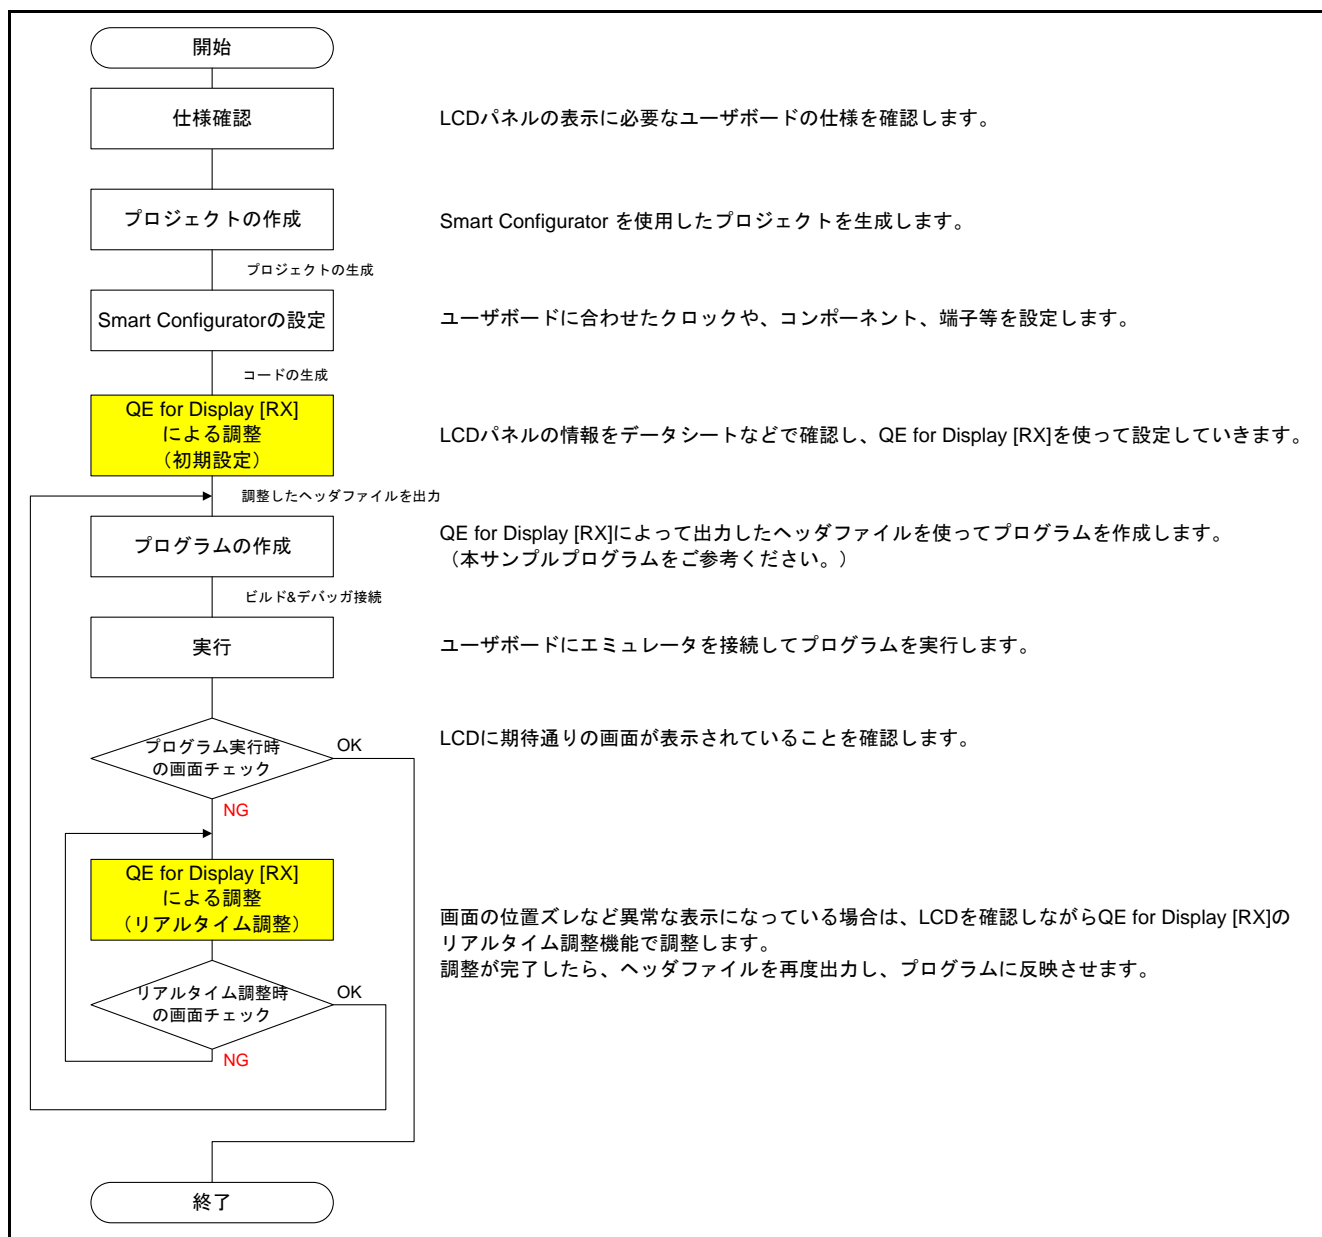 開始
仕様確認
LCDパネルの表示に必要なユーザボードの仕様を確認します。
プロジェクトの作成
Smart Configurator を使用したプロジェクトを生成します。
プロジェクトの生成
Smart Configuratorの設定
ユーザボードに合わせたクロックや、コンポーネント、端子等を設定します。
コードの生成
QE for Display [RX]
による調整
（初期設定）
LCDパネルの情報をデータシートなどで確認し、QE for Display [RX]を使って設定していきます。
調整したヘッダファイルを出力
プログラムの作成
QE for Display [RX]によって出力したヘッダファイルを使ってプログラムを作成します。
（本サンプルプログラムをご参考ください。）
ビルド&デバッガ接続
実行
ユーザボードにエミュレータを接続してプログラムを実行します。
プログラム実行時
の画面チェック
OK
LCDに期待通りの画面が表示されていることを確認します。
NG
QE for Display [RX]
による調整
（リアルタイム調整）
画面の位置ズレなど異常な表示になっている場合は、LCDを確認しながらQE for Display [RX]の
リアルタイム調整機能で調整します。
調整が完了したら、ヘッダファイルを再度出力し、プログラムに反映させます。
リアルタイム調整時
の画面チェック
OK
NG
終了